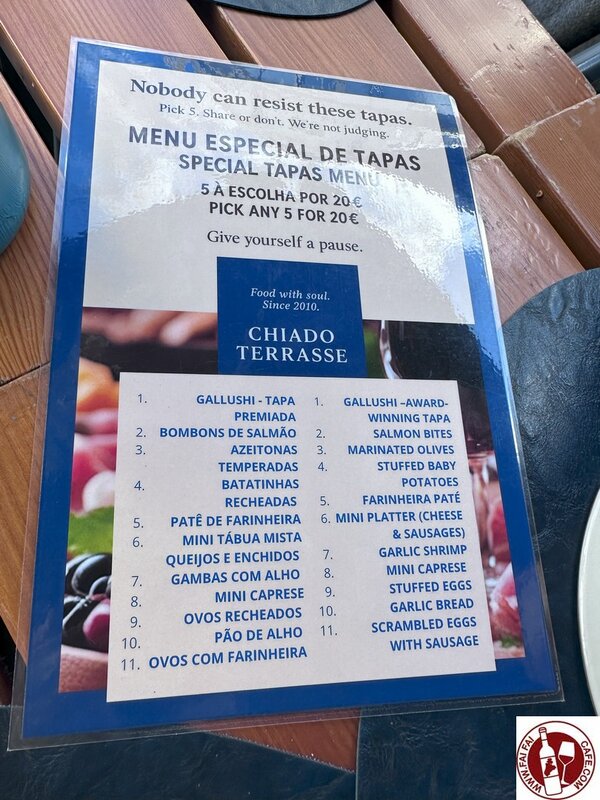 Nobody can resist these tapas.
Pick 5. Share or don't. We're not judging.
MENU ESPECIAL DE TAPAS
SPECIAL TAPAS MENU
5 À ESCOLHA POR 20€
PICK ANY 5 FOR 20€
Give yourself a pause.
Food with soul.
Since 2010.
CHIADO
TERRASSE
1. GALLUSHI - TAPA
PREMIADA
2. BOMBONS DE SALMÃO
3. AZEITONAS
TEMPERADAS
4. BATATINHAS
RECHEADAS
5. PATÊ DE FARINHEIRA
6. MINI TÁBUA MISTA
QUEIJOS E ENCHIDOS
7. GAMBAS COM ALHO
8. MINI CAPRESE
9. OVOS RECHEADOS
10. PÃO DE ALHO
11. OVOS COM FARINHEIRA
1. GALLUSHI –AWARD-
WINNING TAPA
2. SALMON BITES
3. MARINATED OLIVES
4. STUFFED BABY
POTATOES
5. FARINHEIRA PATÉ
6. MINI PLATTER (CHEESE
& SAUSAGES)
7. GARLIC SHRIMP
8. MINI CAPRESE
9. STUFFED EGGS
10. GARLIC BREAD
11. SCRAMBLED EGGS
WITH SAUSAGE
WWW.FAIFAICAFE.COM